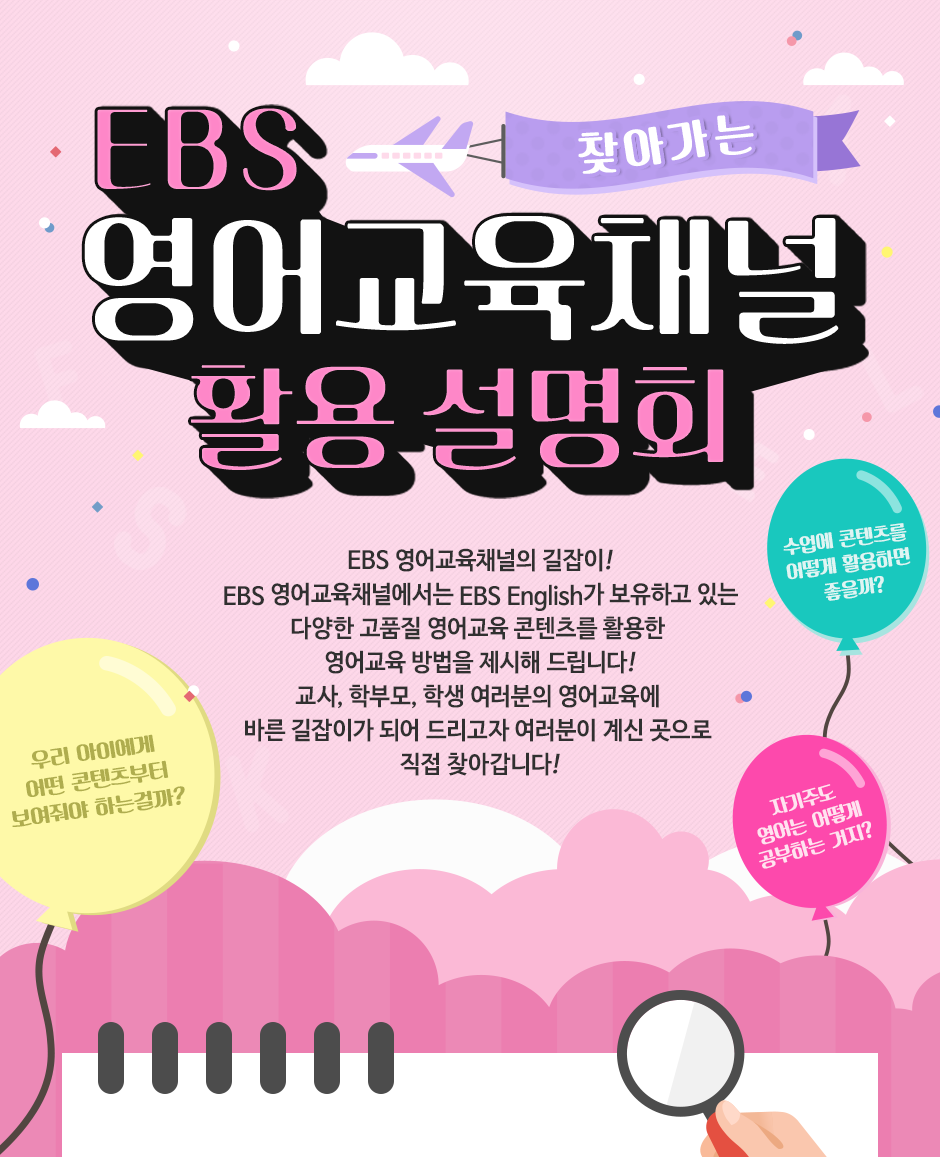 EBS
찾아가는
영어교육채널
활용 설명회
EBS 영어교육채널의 길잡이!
EBS 영어교육채널에서는 EBS English가 보유하고 있는
다양한 고품질 영어교육 콘텐츠를 활용한
영어교육 방법을 제시해 드립니다!
교사, 학부모, 학생 여러분의 영어교육에
바른 길잡이가 되어 드리고자 여러분이 계신 곳으로
직접 찾아갑니다!
수업에 콘텐츠를
어떻게 활용하면
좋을까?
우리 아이에게
어떤 콘텐츠부터
보여줘야 하는걸까?
자기주도
영어는 어떻게
공부하는 거지?
E
S
K
S
L